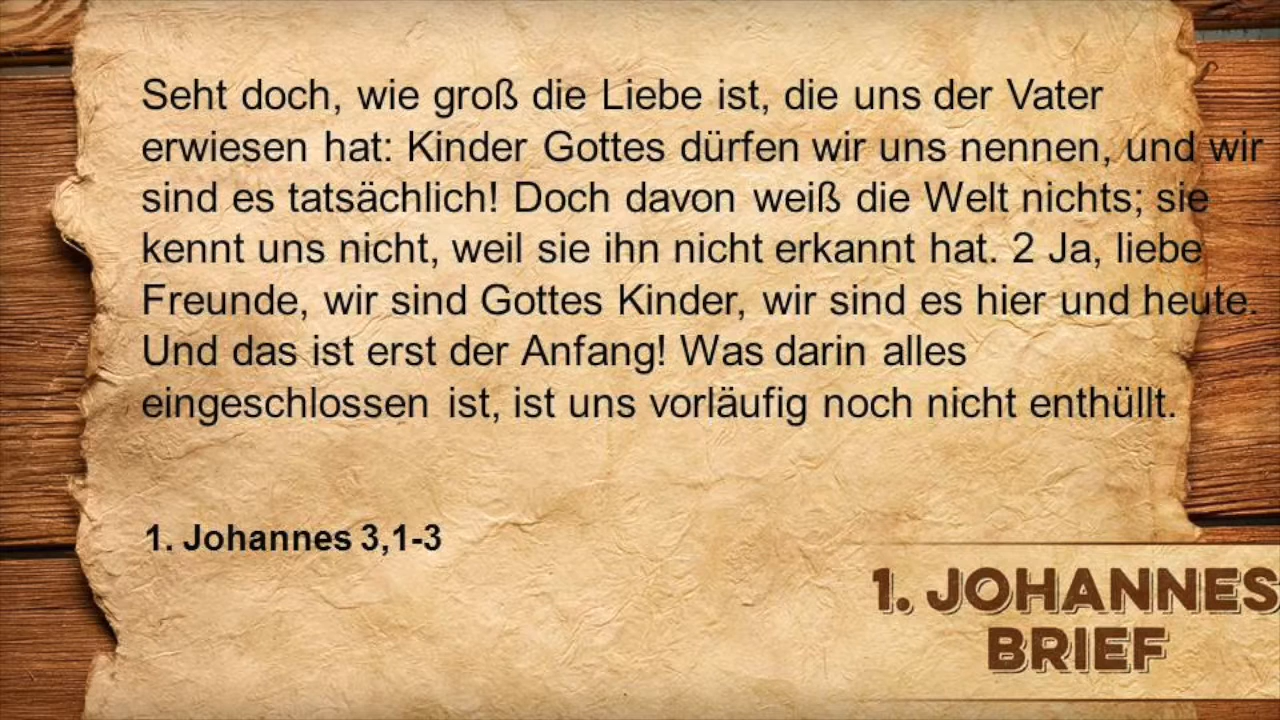 Seht doch, wie groß die Liebe ist, die uns der Vater
erwiesen hat: Kinder Gottes dürfen wir uns nennen, und wir
sind es tatsächlich! Doch davon weiß die Welt nichts; sie
kennt uns nicht, weil sie ihn nicht erkannt hat. 2 Ja, liebe
Freunde, wir sind Gottes Kinder, wir sind es hier und heute.
Und das ist erst der Anfang! Was darin alles
eingeschlossen ist, ist uns vorläufig noch nicht enthüllt.
1. Johannes 3,1-3
1. JOHANNES
BRIEF